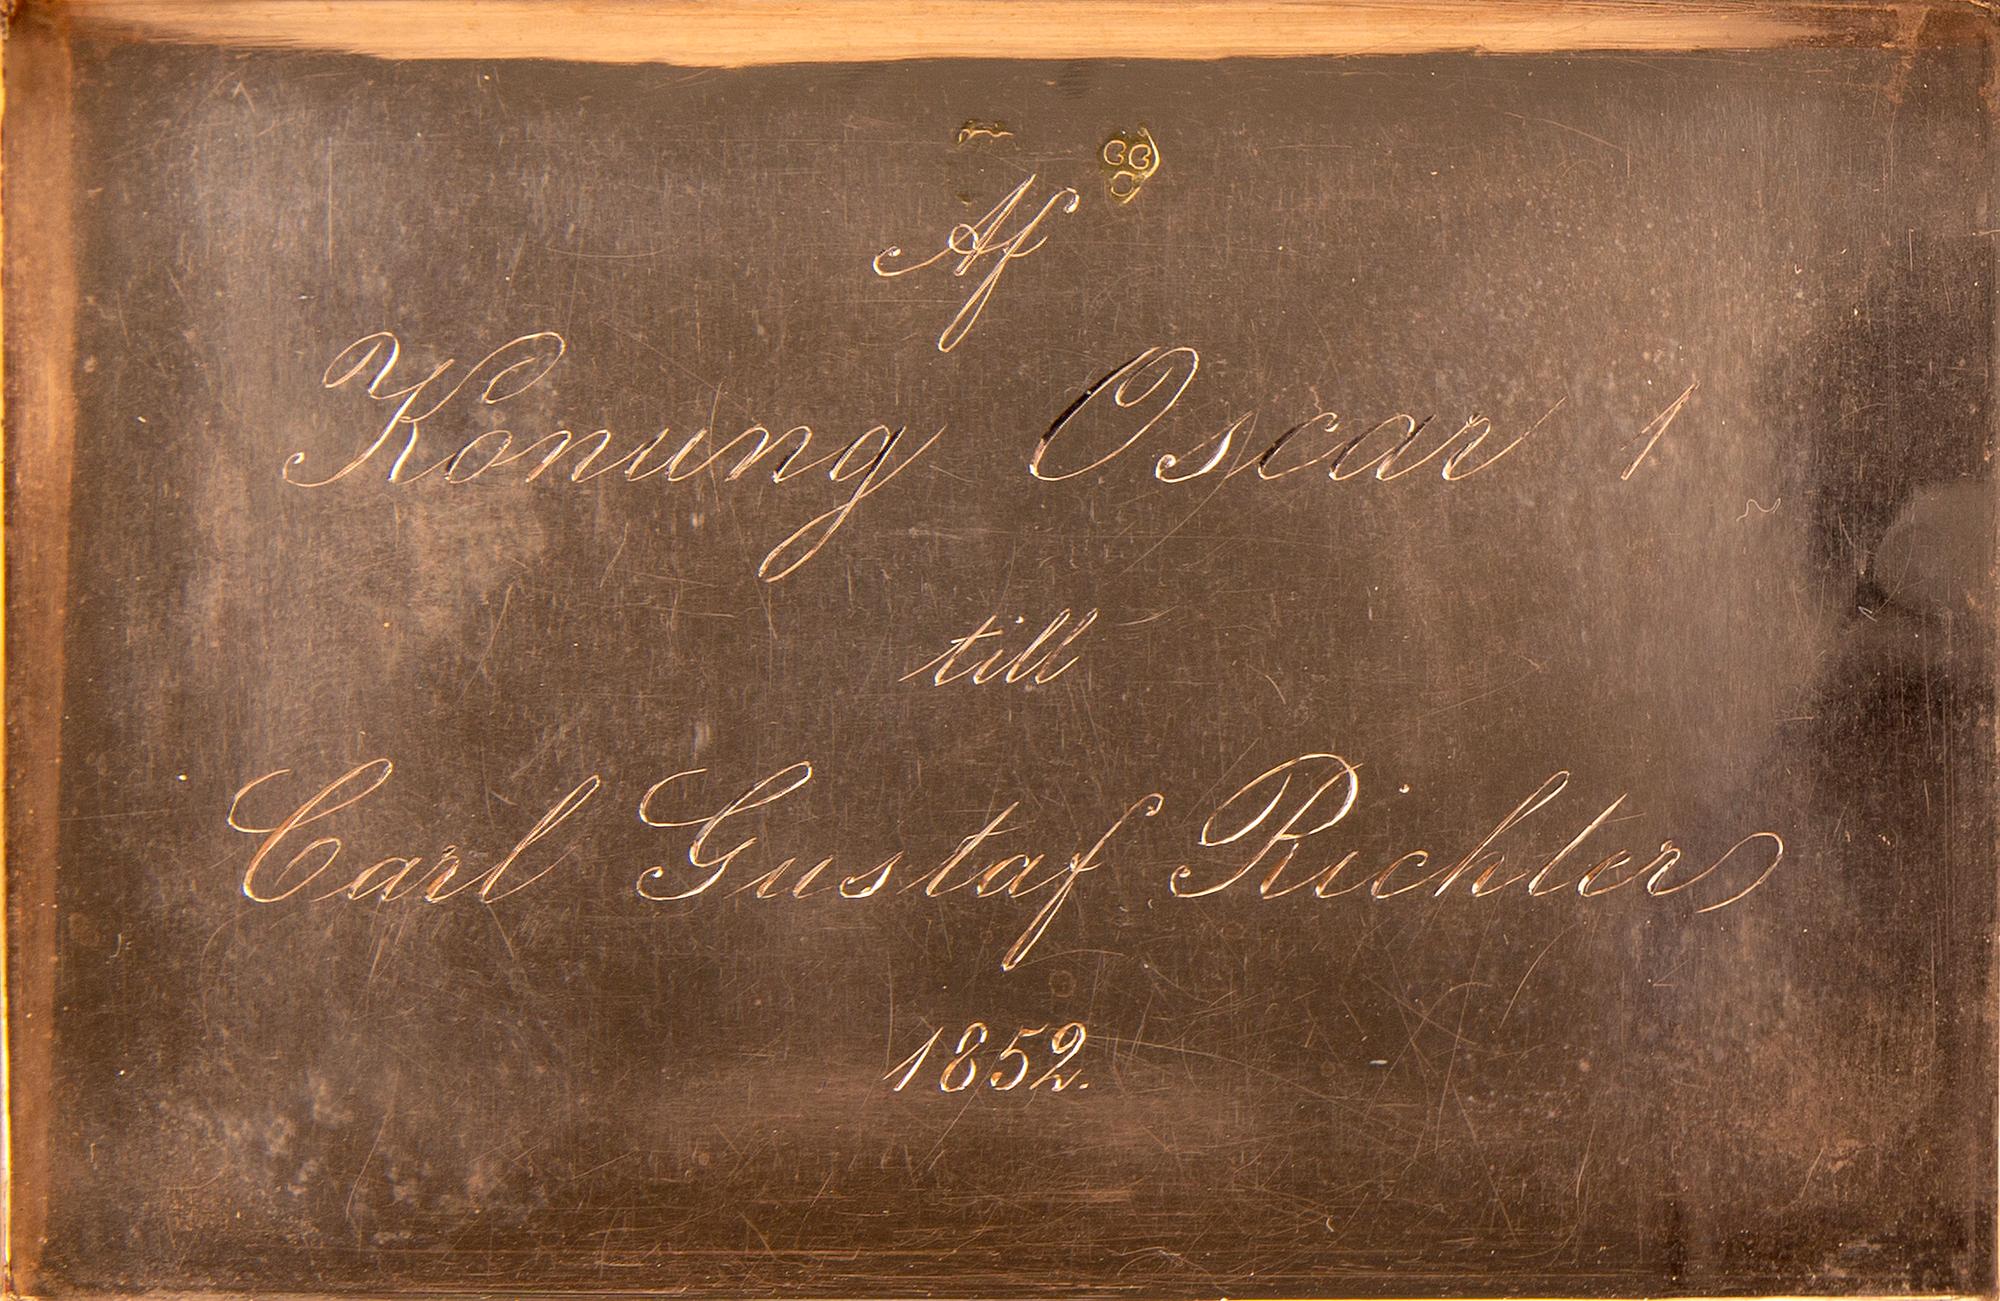 Af
Konung Oscar 1
till
Carl Gustaf Richter
1852.